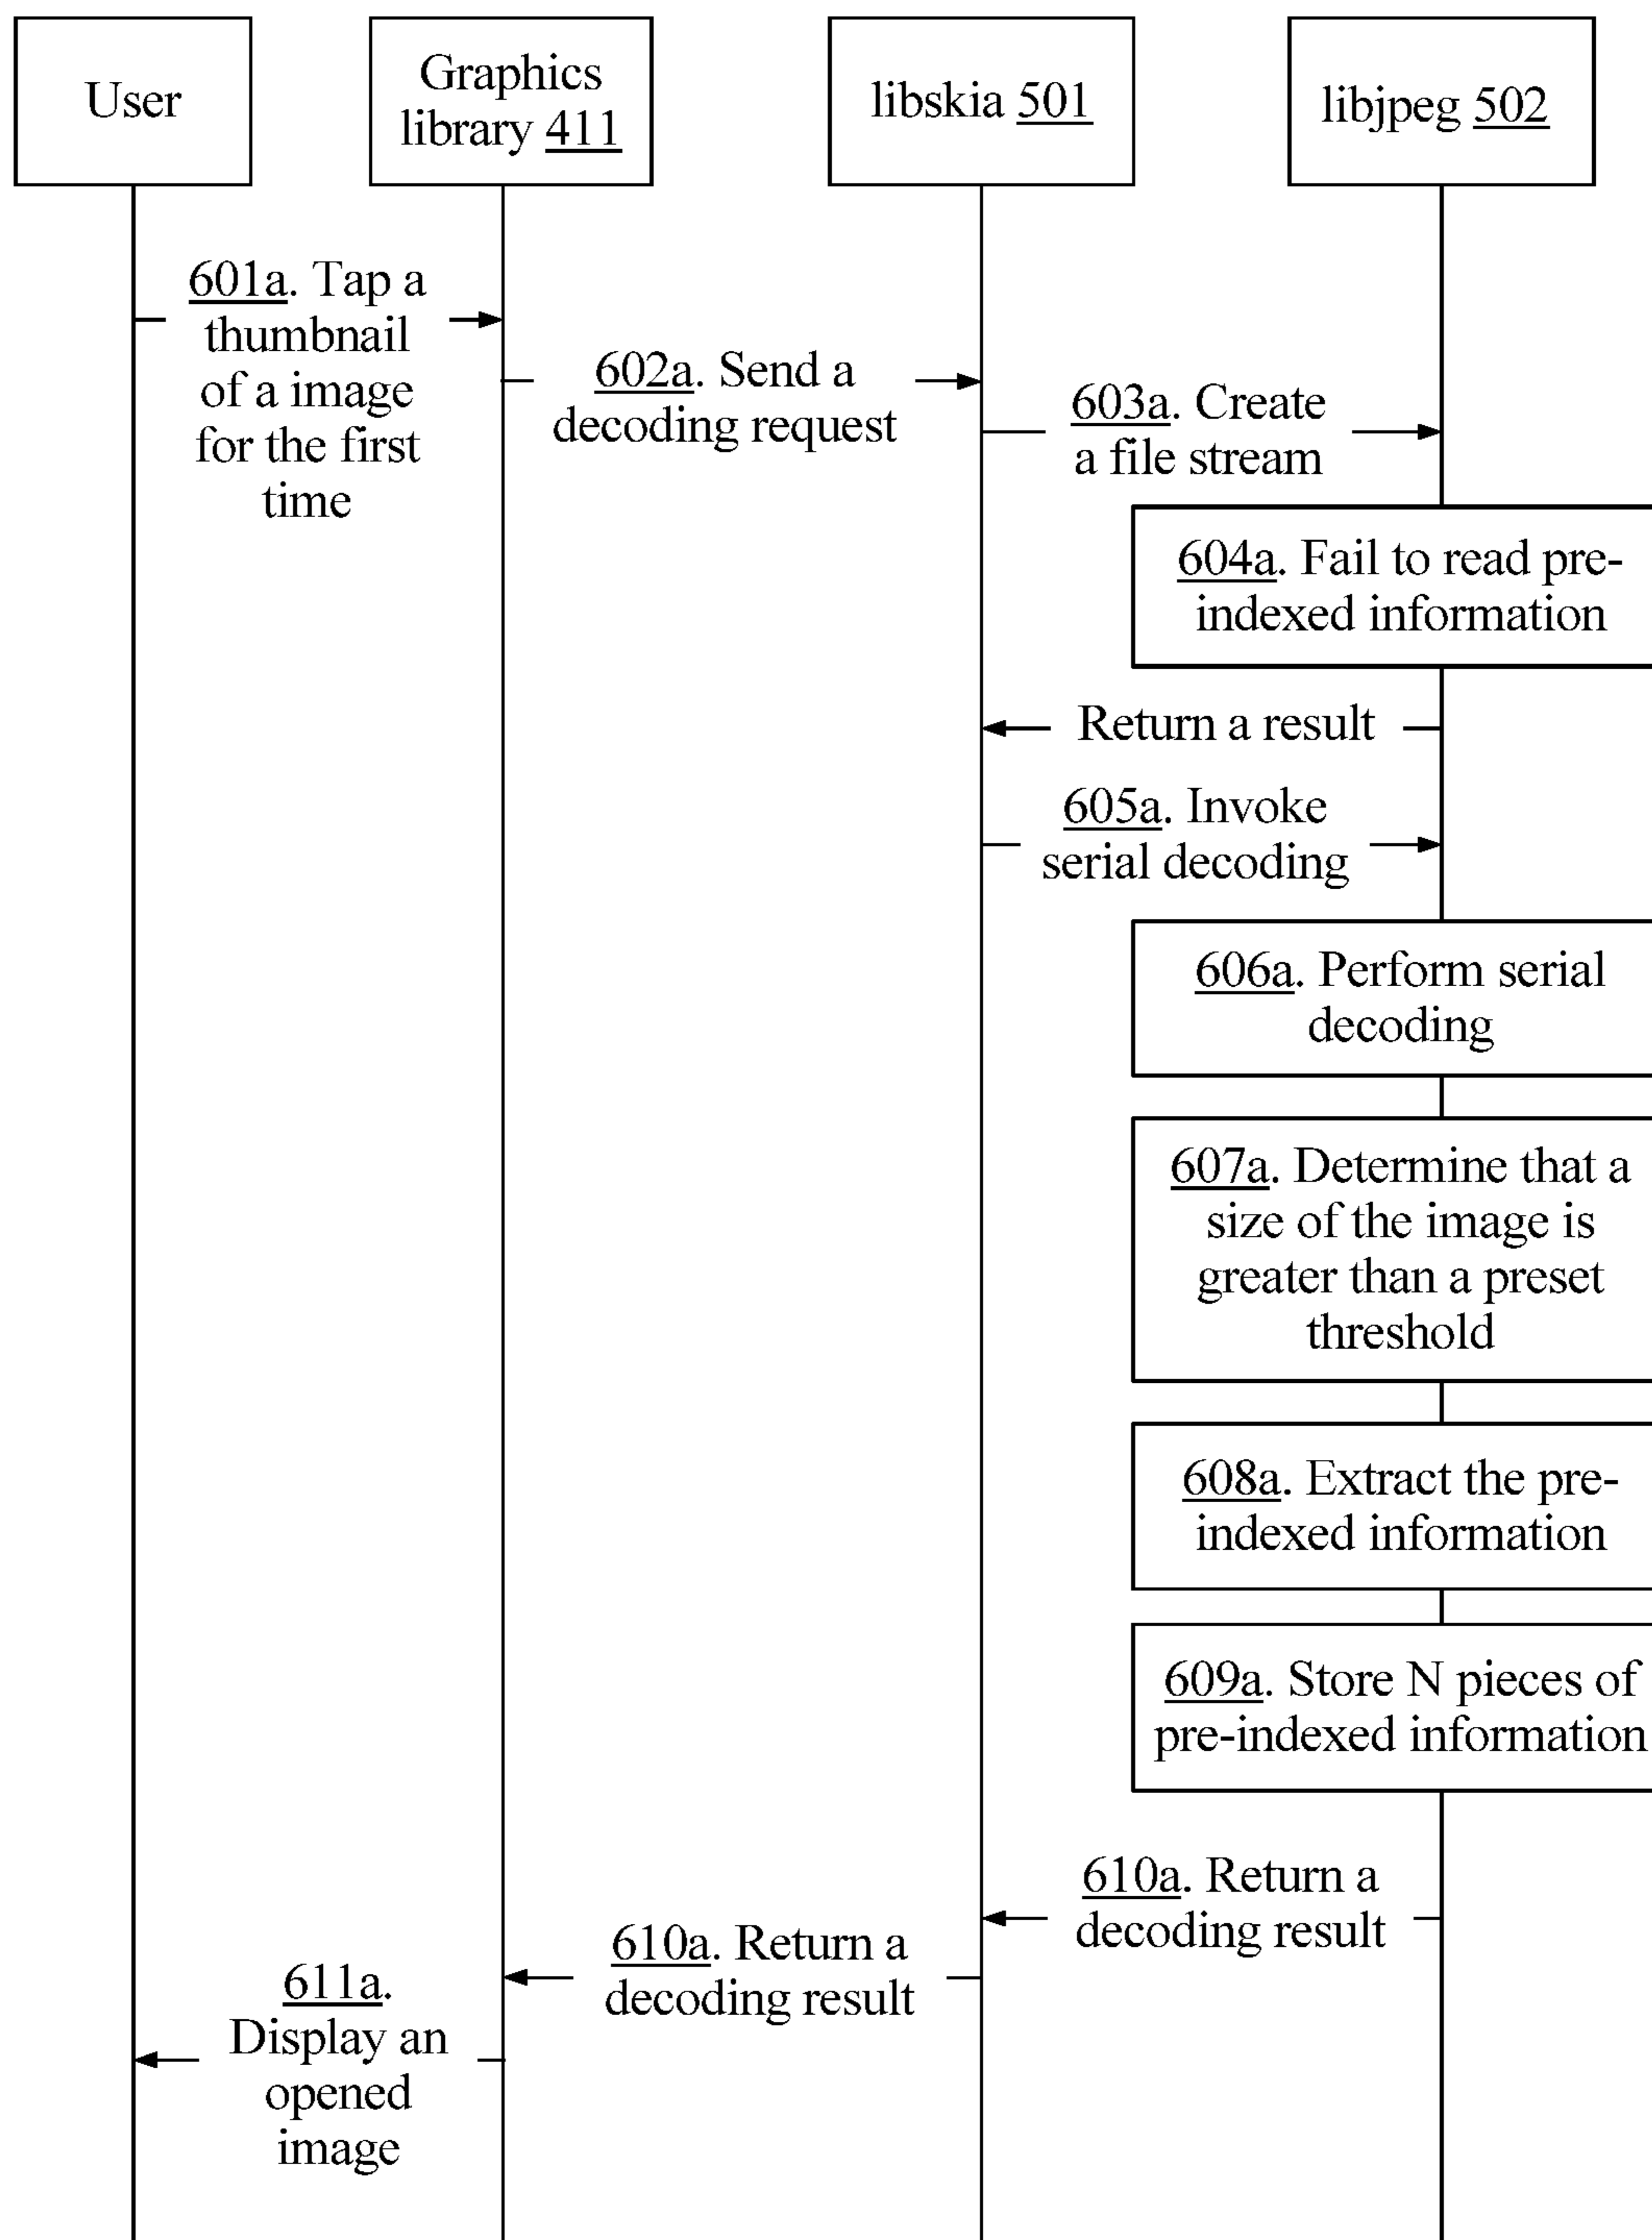 User
Graphics
library 411
libskia 501
libjpeg 502
601a. Tap a
thumbnail
of a image
for the first
time
602a. Send a
decoding request
603a. Create
a file stream
604a. Fail to read pre-
indexed information
Return a result
605a. Invoke
serial decoding
606a. Perform serial
decoding
607a. Determine that a
size of the image is
greater than a preset
threshold
608a. Extract the pre-
indexed information
609a. Store N pieces of
pre-indexed information
610a. Return a
decoding result
610a. Return a
decoding result
611a.
Display an
opened
image